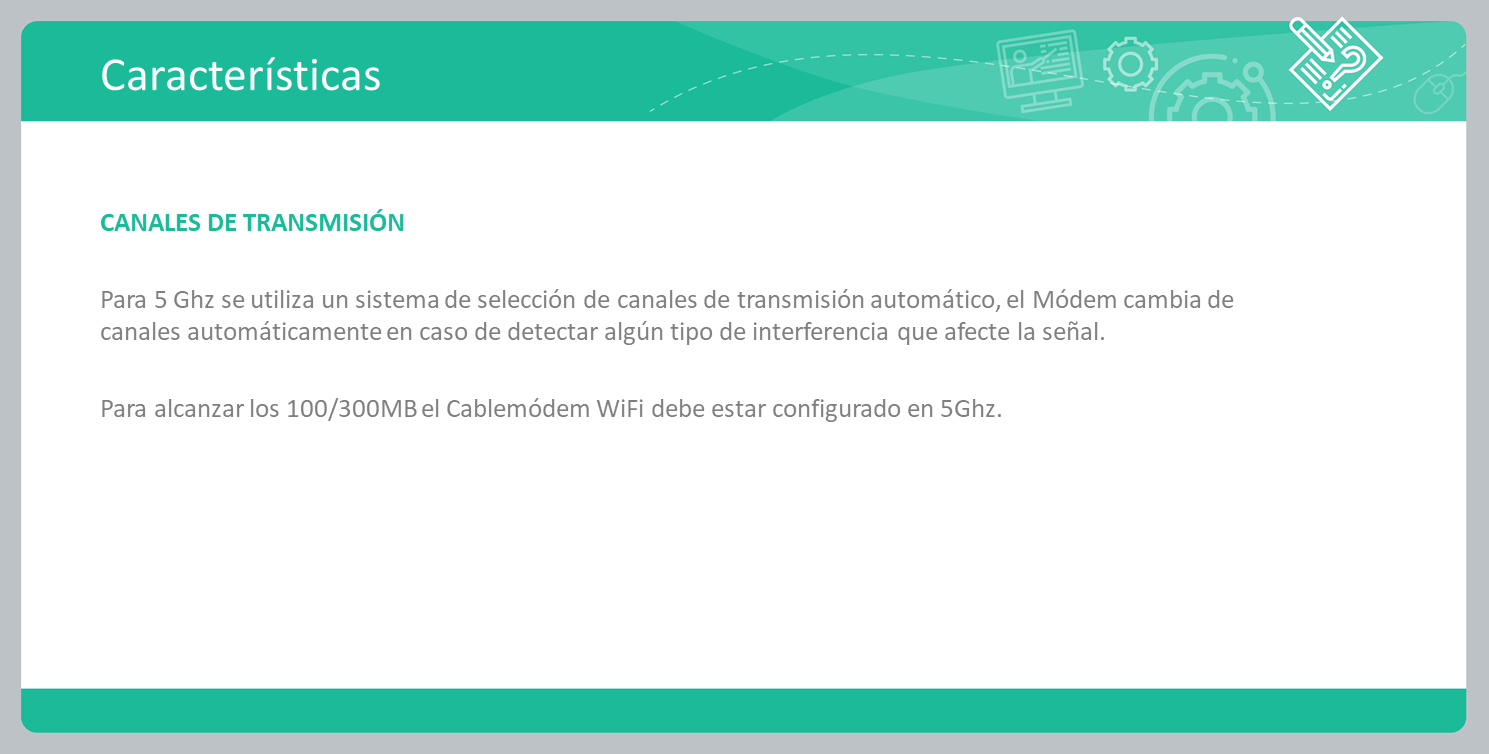 Características
CANALES DE TRANSMISIÓN
Para 5 Ghz se utiliza un sistema de selección de canales de transmisión automático, el Módem cambia de
canales automáticamente en caso de detectar algún tipo de interferencia que afecte la señal.
Para alcanzar los 100/300MB el Cablemódem WiFi debe estar configurado en 5Ghz.